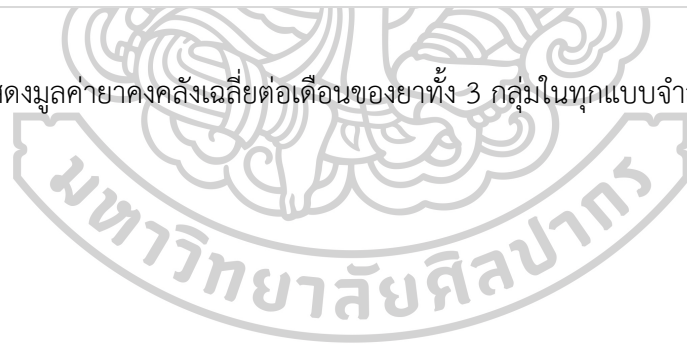 ดงมูลค่ายาคงคลังเฉลี่ยต่อเดือนของยาทั้ง 3 กลุ่มในทุกแบบจำ
มหาวิทยาลัยศิลปากร